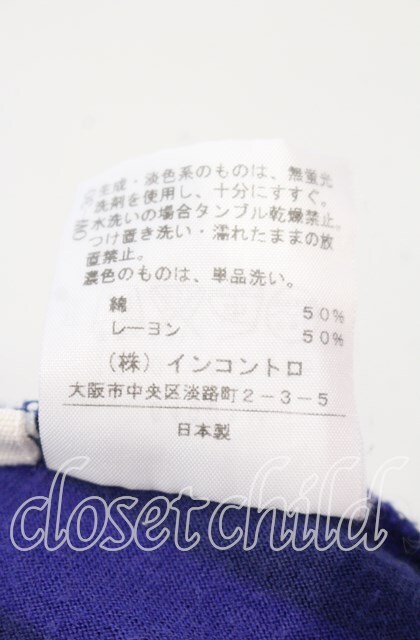 生成・淡色系のものは、無蛍光
洗剤を使用し、十分にすすぐ。
水洗いの場合タンブル乾燥禁止。
つけ置き洗い・濡れたままの放
置禁止。
濃色のものは、単品洗い。
綿 50%
レーヨン 50%
(株)インコントロ
大阪市中央区淡路町2-3-5
日本製
closetchild